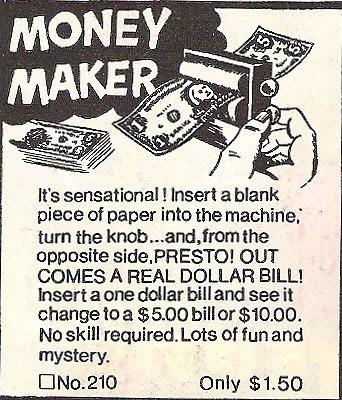 MONEY
MAKER
It's sensational! Insert a blank
piece of paper into the machine,
turn the knob...and, from the
opposite side, PRESTO! OUT
COMES A REAL DOLLAR BILL!
Insert a one dollar bill and see it
change to a $5.00 bill or $10.00.
No skill required. Lots of fun and
mystery.
No. 210 Only $1.50